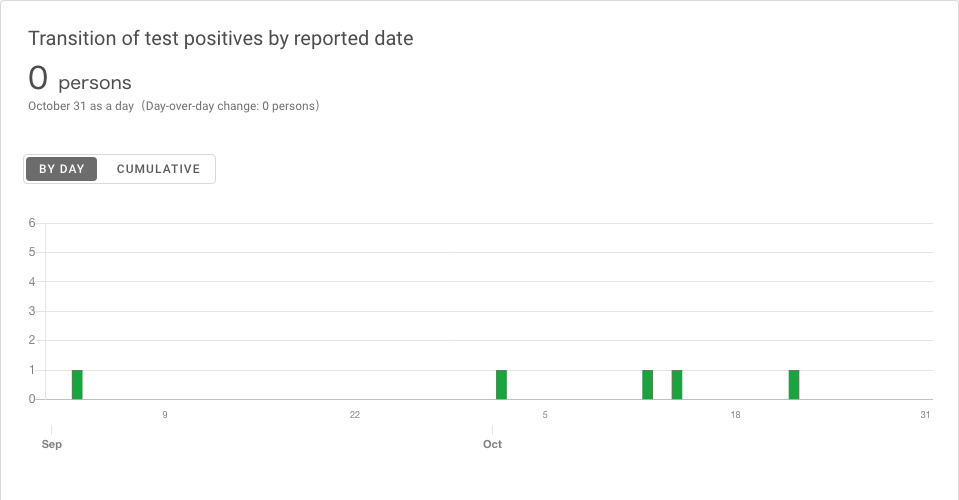 Transition of test positives by reported date
0 persons
October 31 as a day（Day-over-day change: 0 persons）
BY DAY CUMULATIVE
6
5
4
3
2
1
0
9 22 5 18 31
Sep Oct